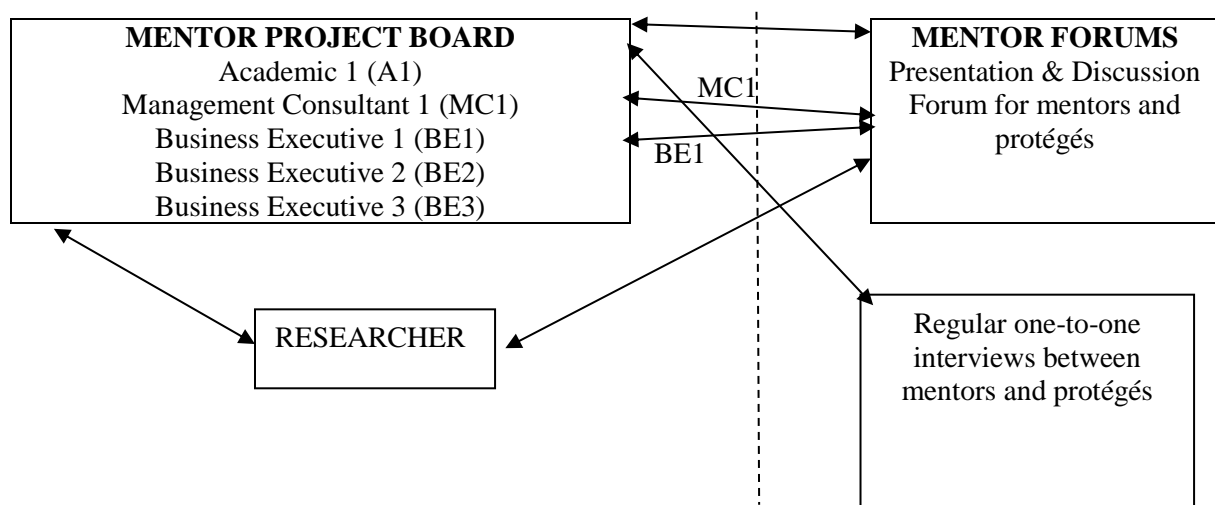 MENTOR PROJECT BOARD
Academic 1 (A1)
Management Consultant 1 (MC1)
Business Executive 1 (BE1)
Business Executive 2 (BE2)
Business Executive 3 (BE3)
MC1
BE1
MENTOR FORUMS
Presentation & Discussion
Forum for mentors and
protégés
RESEARCHER
Regular one-to-one
interviews between
mentors and protégés